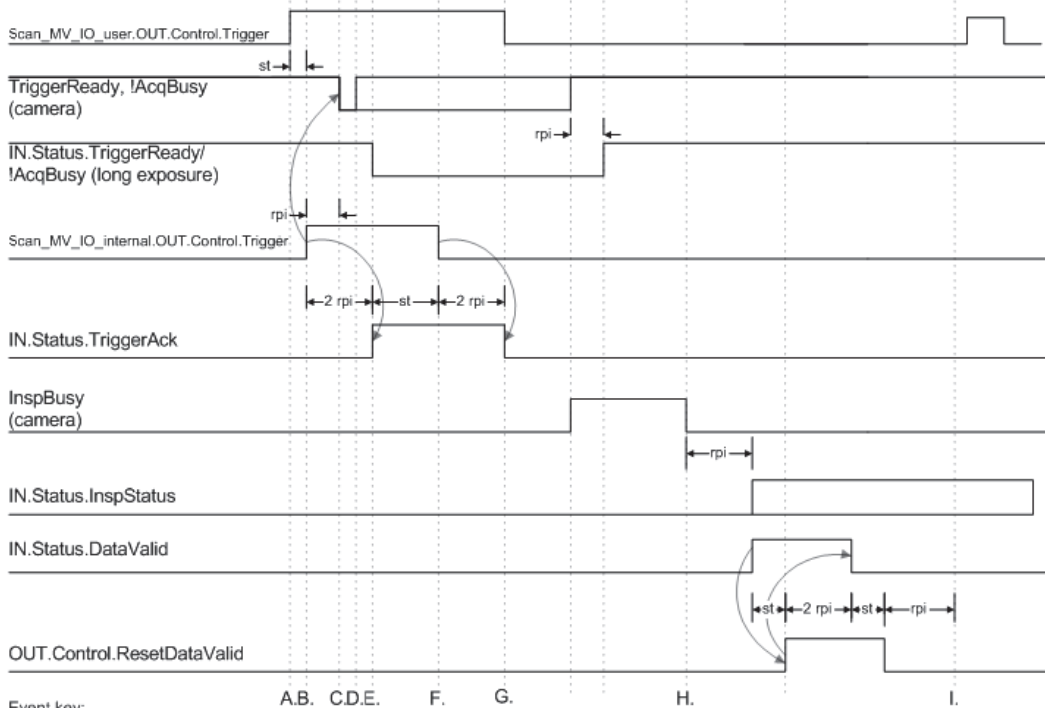 Scan_MV_IO_user.OUT.Control.Trigger
st
TriggerReady, !AcqBusy
(camera)
rpi
IN.Status.TriggerReady/
!AcqBusy (long exposure)
rpi
Scan_MV_IO_internal.OUT.Control.Trigger
2 rpi st 2 rpi
IN.Status.TriggerAck
InspBusy
(camera)
rpi
IN.Status.InspStatus
IN.Status.DataValid
st 2 rpi st rpi
OUT.Control.ResetDataValid
A. B. C. D. E. F. G. H. I.
Event key: